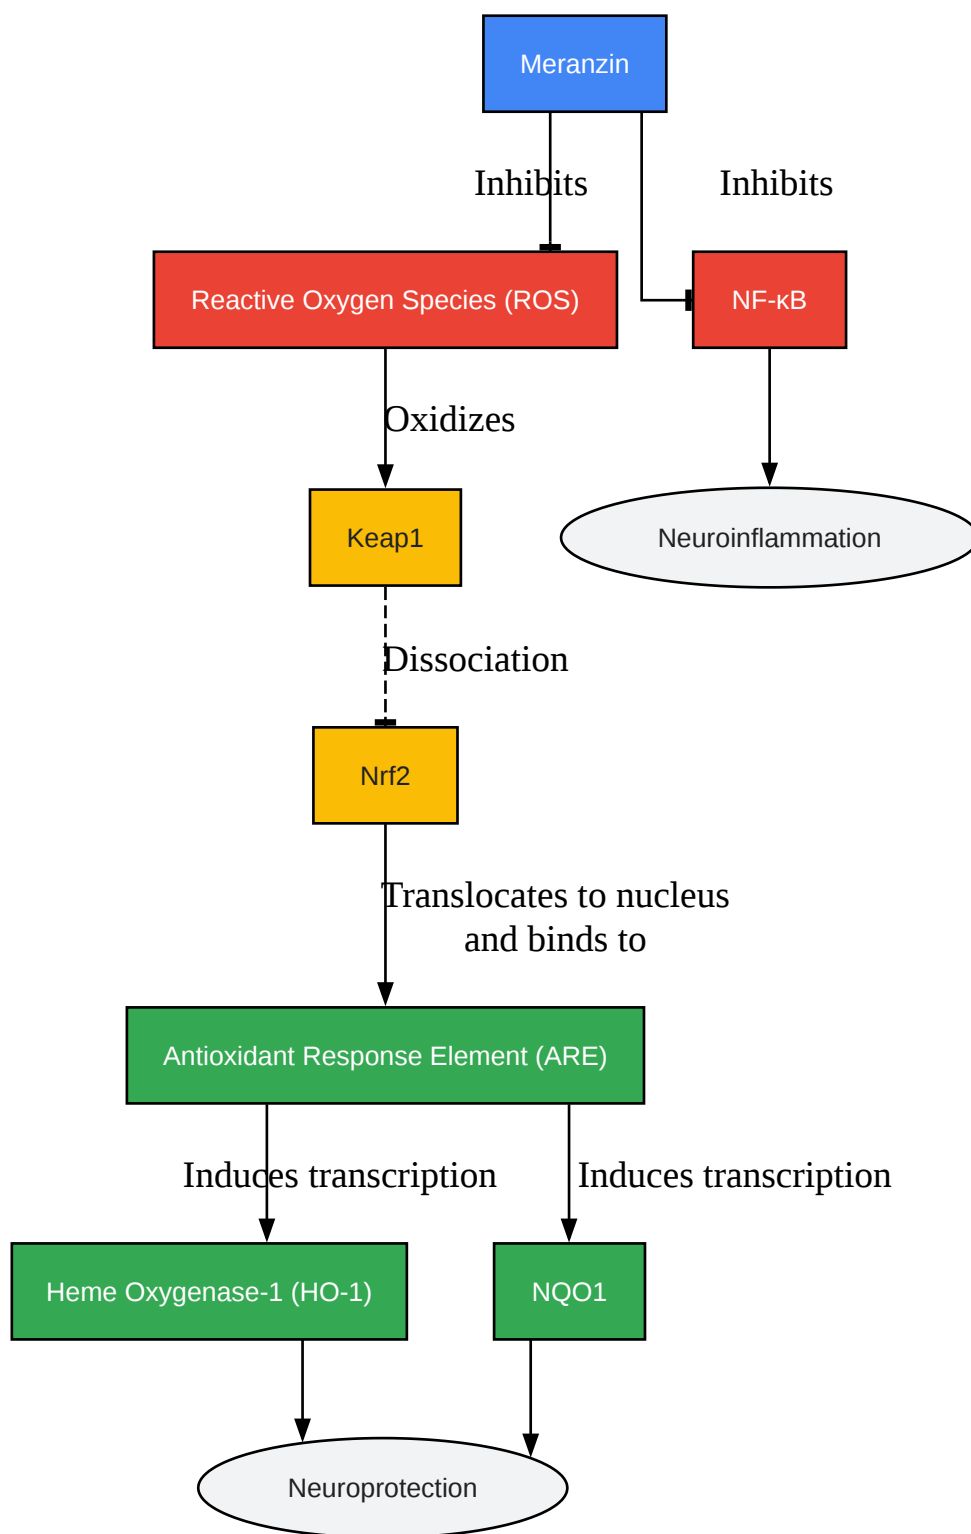 Meranzin
Inhibits
Inhibits
Reactive Oxygen Species (ROS)
NF-κB
Oxidizes
Keap1
Neuroinflammation
Dissociation
Nrf2
Translocates to nucleus
and binds to
Antioxidant Response Element (ARE)
Induces transcription
Induces transcription
Heme Oxygenase-1 (HO-1)
NQO1
Neuroprotection